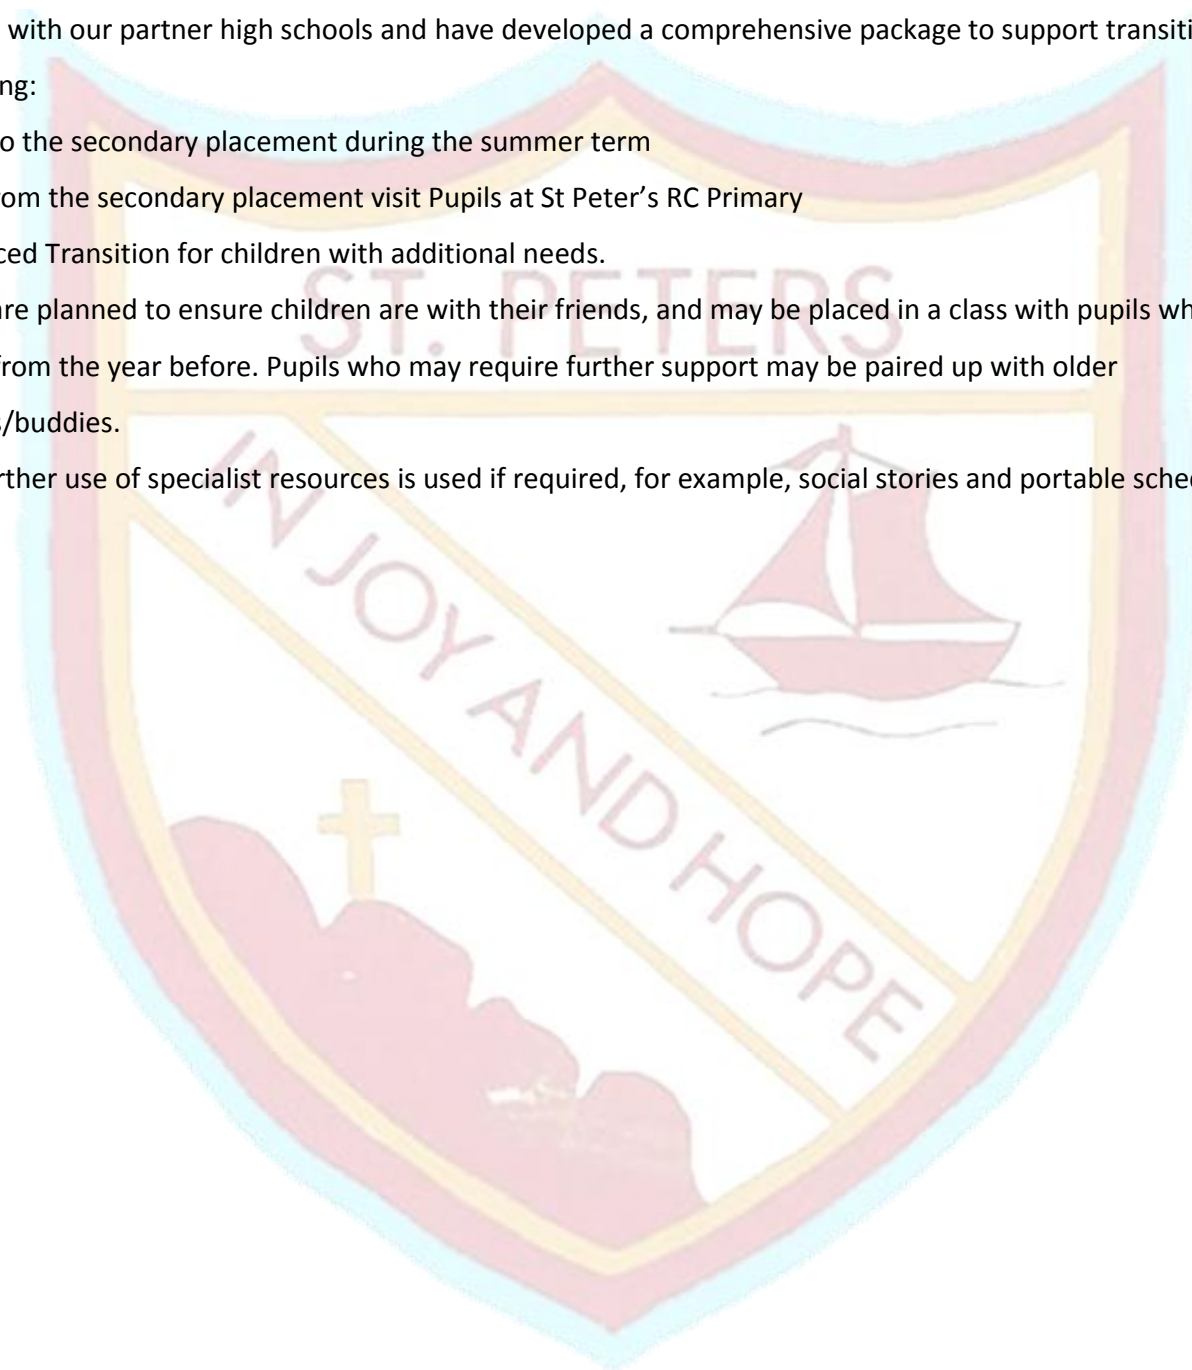 with our partner high schools and have developed a comprehensive package to support transiti
ng:
o the secondary placement during the summer term
rom the secondary placement visit Pupils at St Peter’s RC Primary
ced Transition for children with additional needs.
are planned to ensure children are with their friends, and may be placed in a class with pupils wh
from the year before. Pupils who may require further support may be paired up with older
s/buddies.
rther use of specialist resources is used if required, for example, social stories and portable sche
ST. PETERS
IN JOY AND HOPE